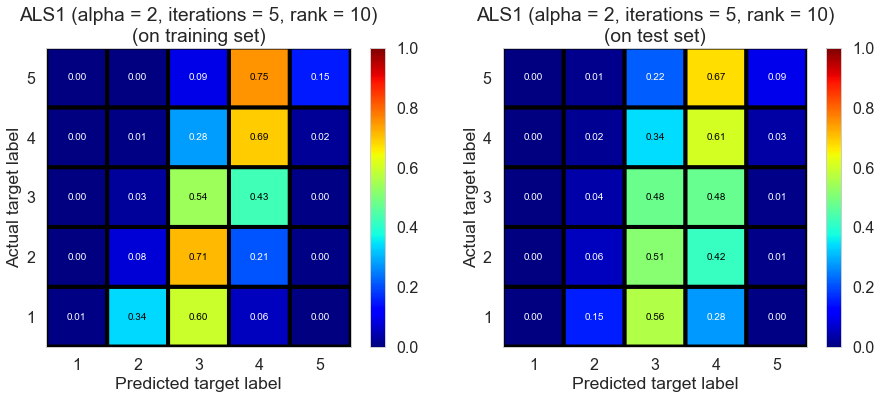 ALS1 (alpha = 2, iterations = 5, rank = 10)
(on training set)
Actual target label
5 0.00 0.00 0.09 0.75 0.15
4 0.00 0.01 0.28 0.69 0.02
3 0.00 0.03 0.54 0.43 0.00
2 0.00 0.08 0.71 0.21 0.00
1 0.01 0.34 0.60 0.06 0.00
1 2 3 4 5
Predicted target label
1.0
0.8
0.6
0.4
0.2
0.0
ALS1 (alpha = 2, iterations = 5, rank = 10)
(on test set)
Actual target label
5 0.00 0.01 0.22 0.67 0.09
4 0.00 0.02 0.34 0.61 0.03
3 0.00 0.04 0.48 0.48 0.01
2 0.00 0.06 0.51 0.42 0.01
1 0.00 0.15 0.56 0.28 0.00
1 2 3 4 5
Predicted target label
1.0
0.8
0.6
0.4
0.2
0.0